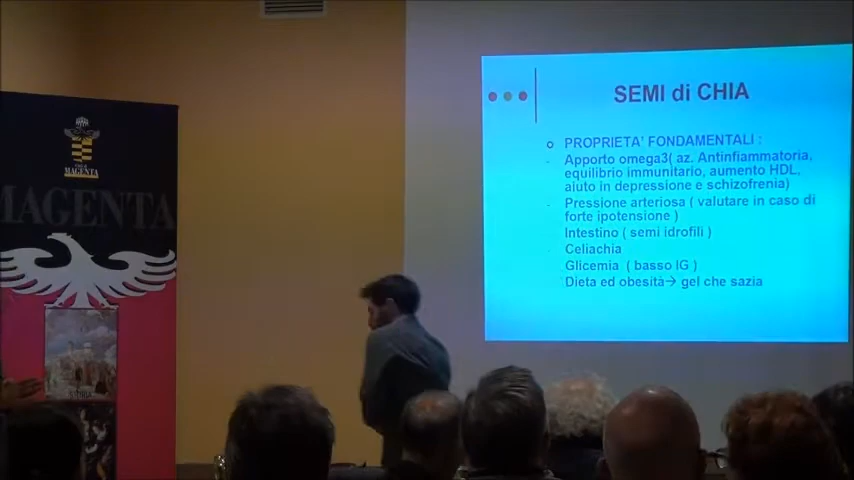 MAGENTA
MAGENTA
SEMI di CHIA
PROPRIETA' FONDAMENTALI :
- Apporto omega3( az. Antinfiammatoria,
equilibrio immunitario, aumento HDL,
aiuto in depressione e schizofrenia)
- Pressione arteriosa ( valutare in caso di
forte ipotensione )
Intestino ( semi idrofili )
- Celiachia
Glicemia ( basso IG )
Dieta ed obesità→ gel che sazia